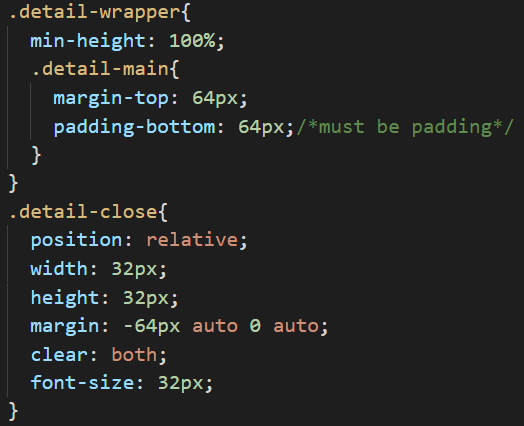 .detail-wrapper{
min-height: 100%;
.detail-main{
margin-top: 64px;
padding-bottom: 64px;/*must be padding*/
}
}
.detail-close{
position: relative;
width: 32px;
height: 32px;
margin: -64px auto 0 auto;
clear: both;
font-size: 32px;
}